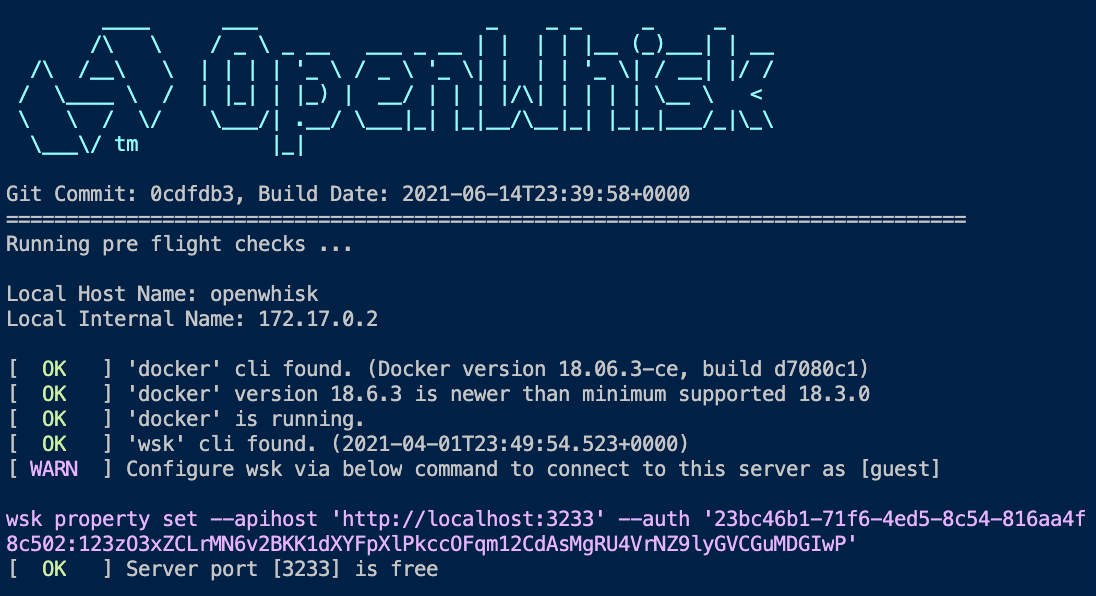 OpenWhisk
tm
Git Commit: 0cdfdb3, Build Date: 2021-06-14T23:39:58+0000
================================================================================
Running pre flight checks ...
Local Host Name: openwhisk
Local Internal Name: 172.17.0.2
[  OK   ] 'docker' cli found. (Docker version 18.06.3-ce, build d7080c1)
[  OK   ] 'docker' version 18.6.3 is newer than minimum supported 18.3.0
[  OK   ] 'docker' is running.
[  OK   ] 'wsk' cli found. (2021-04-01T23:49:54.523+0000)
[ WARN  ] Configure wsk via below command to connect to this server as [guest]
wsk property set --apihost 'http://localhost:3233' --auth '23bc46b1-71f6-4ed5-8c54-816aa4f
8c502:123zO3xZCLrMN6v2BKK1dXYFpXlPkccOFqm12CdAsMgRU4VrNZ9lyGVCGuMDGIwP'
[  OK   ] Server port [3233] is free